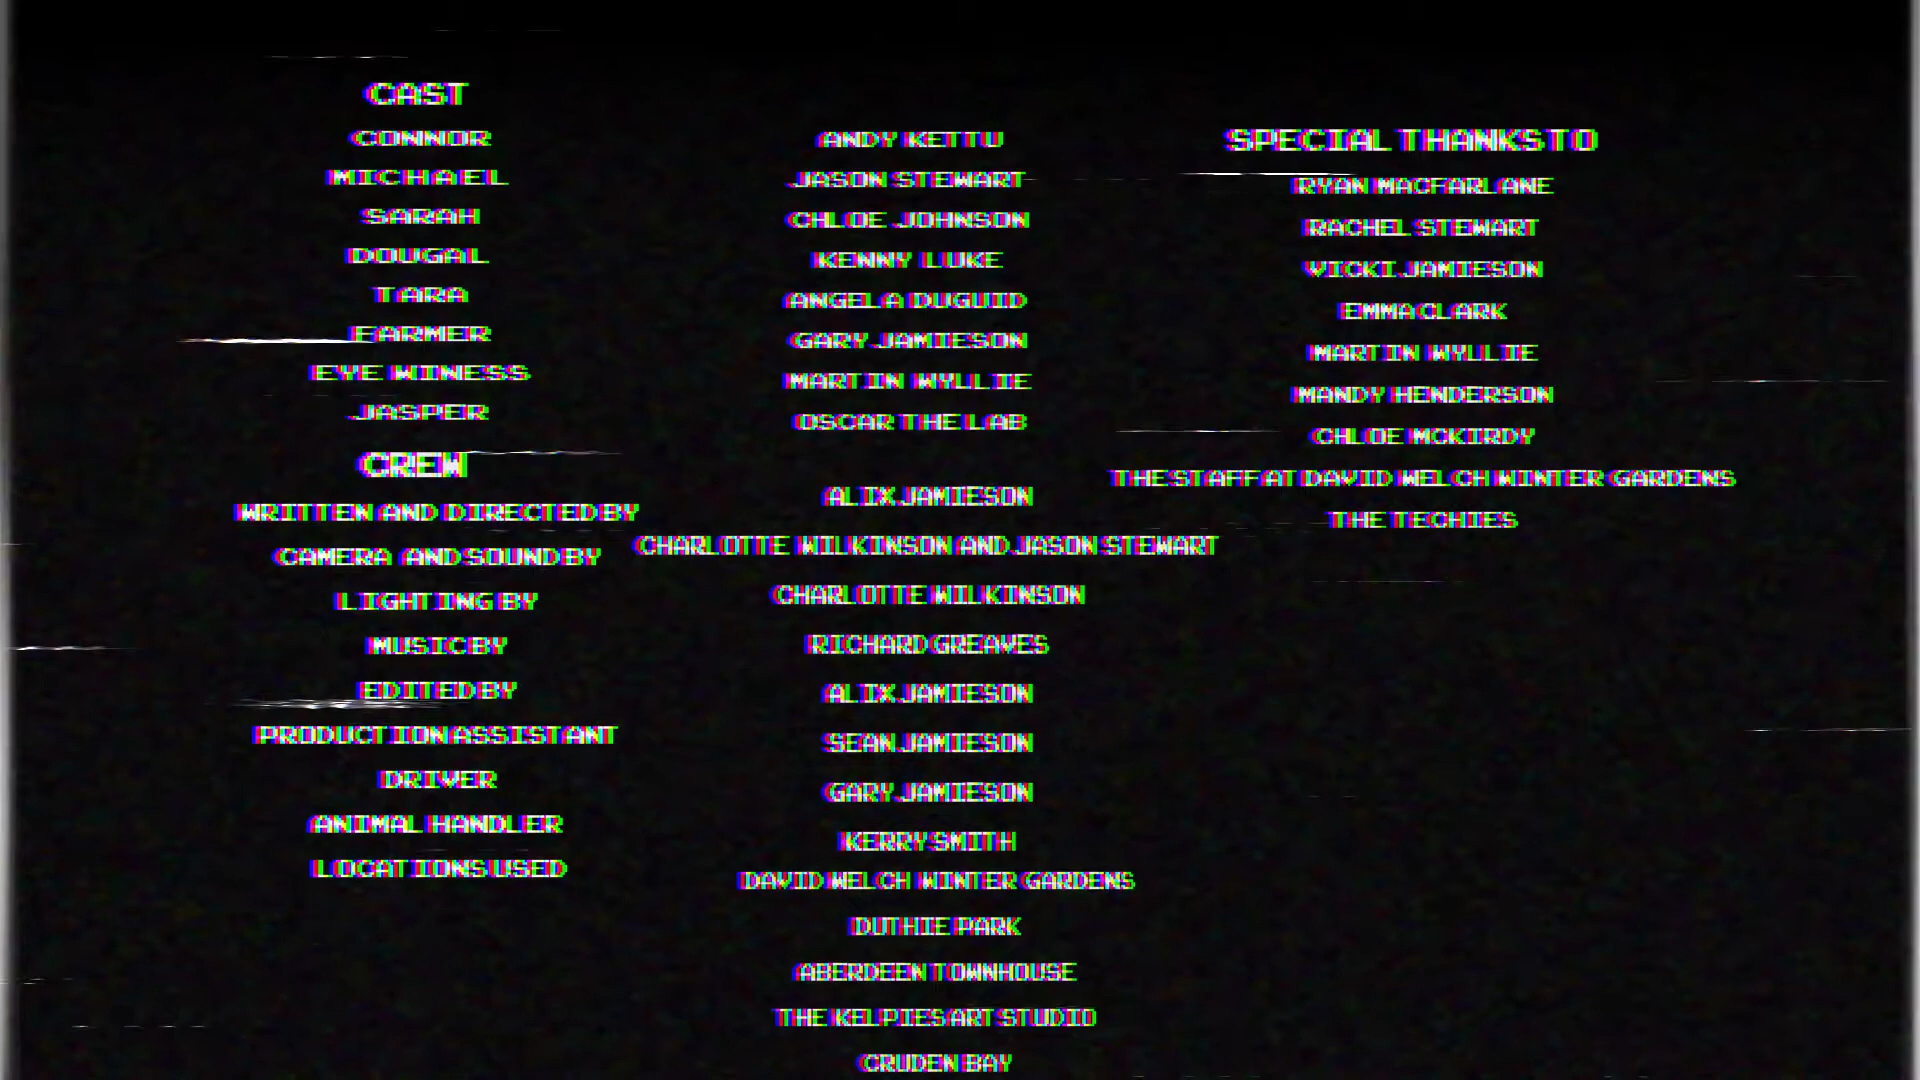 CAST
CONNOR
MICHAEL
SARAH
DOUGAL
TARA
FARMER
EYE WINESS
JASPER
CREW
WRITTEN AND DIRECTED BY
CAMERA AND SOUND BY
LIGHTING BY
MUSIC BY
EDITED BY
PRODUCTION ASSISTANT
DRIVER
ANIMAL HANDLER
LOCATIONS USED
ANDY KETTU
JASON STEWART
CHLOE JOHNSON
KENNY LUKE
ANGELA DUGUID
GARY JAMIESON
MARTIN WYLLIE
OSCAR THE LAB
ALIX JAMIESON
CHARLOTTE WILKINSON AND JASON STEWART
CHARLOTTE WILKINSON
RICHARD GREAVES
ALIX JAMIESON
SEAN JAMIESON
GARY JAMIESON
KERRY SMITH
DAVID WELCH WINTER GARDENS
DUTHIE PARK
ABERDEEN TOWNHOUSE
THE KELPIES ART STUDIO
CRUDEN BAY
SPECIAL THANKS TO
RYAN MACFARLANE
RACHEL STEWART
VICKI JAMIESON
EMMA CLARK
MARTIN WYLLIE
MANDY HENDERSON
CHLOE MCKIRDY
THE STAFF AT DAVID WELCH WINTER GARDENS
THE TECHIES